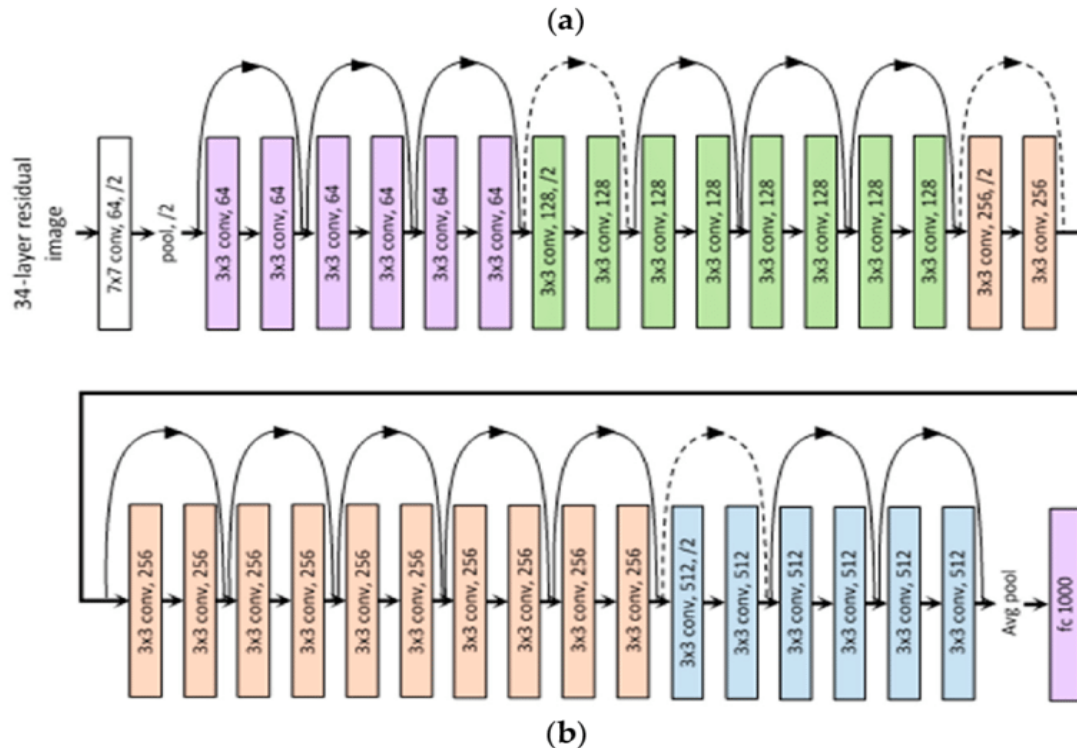 (a)
34-layer residual
image
7x7 conv, 64, /2
pool, /2
3x3 conv, 64
3x3 conv, 64
3x3 conv, 64
3x3 conv, 64
3x3 conv, 64
3x3 conv, 64
3x3 conv, 128, /2
3x3 conv, 128
3x3 conv, 128
3x3 conv, 128
3x3 conv, 128
3x3 conv, 128
3x3 conv, 128
3x3 conv, 128
3x3 conv, 256, /2
3x3 conv, 256
3x3 conv, 256
3x3 conv, 256
3x3 conv, 256
3x3 conv, 256
3x3 conv, 256
3x3 conv, 256
3x3 conv, 256
3x3 conv, 256
3x3 conv, 256
3x3 conv, 256
3x3 conv, 512, /2
3x3 conv, 512
3x3 conv, 512
3x3 conv, 512
3x3 conv, 512
3x3 conv, 512
Avg pool
fc 1000
(b)